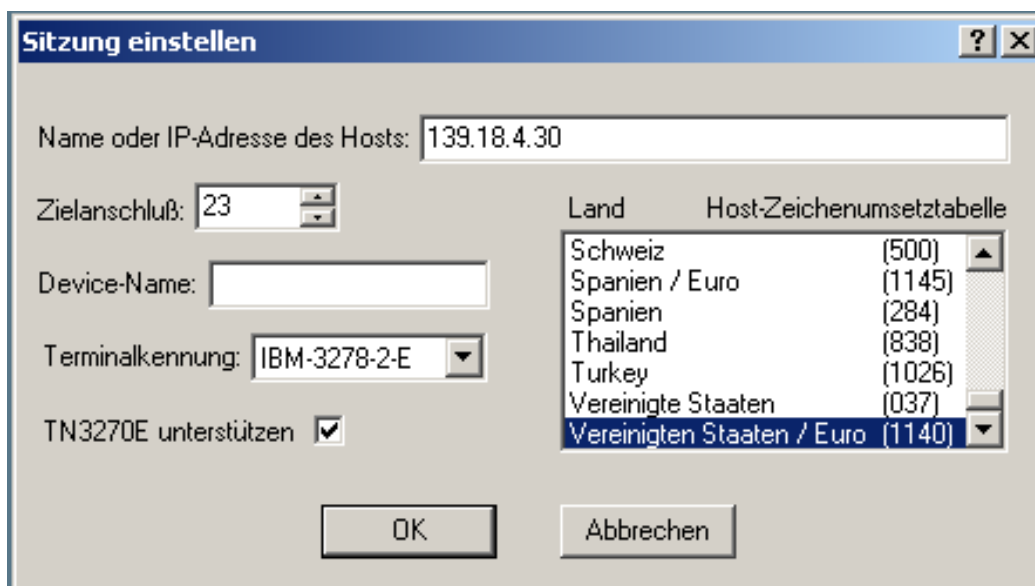 Sitzung einstellen
Name oder IP-Adresse des Hosts: 139.18.4.30
Zielanschluß: 23
Land Host-Zeichenumsetztabelle
Schweiz (500)
Spanien / Euro (1145)
Spanien (284)
Thailand (838)
Turkey (1026)
Vereinigte Staaten (037)
Vereinigten Staaten / Euro (1140)
Device-Name:
Terminalkennung: IBM-3278-2-E
TN3270E unterstützen
OK Abbrechen